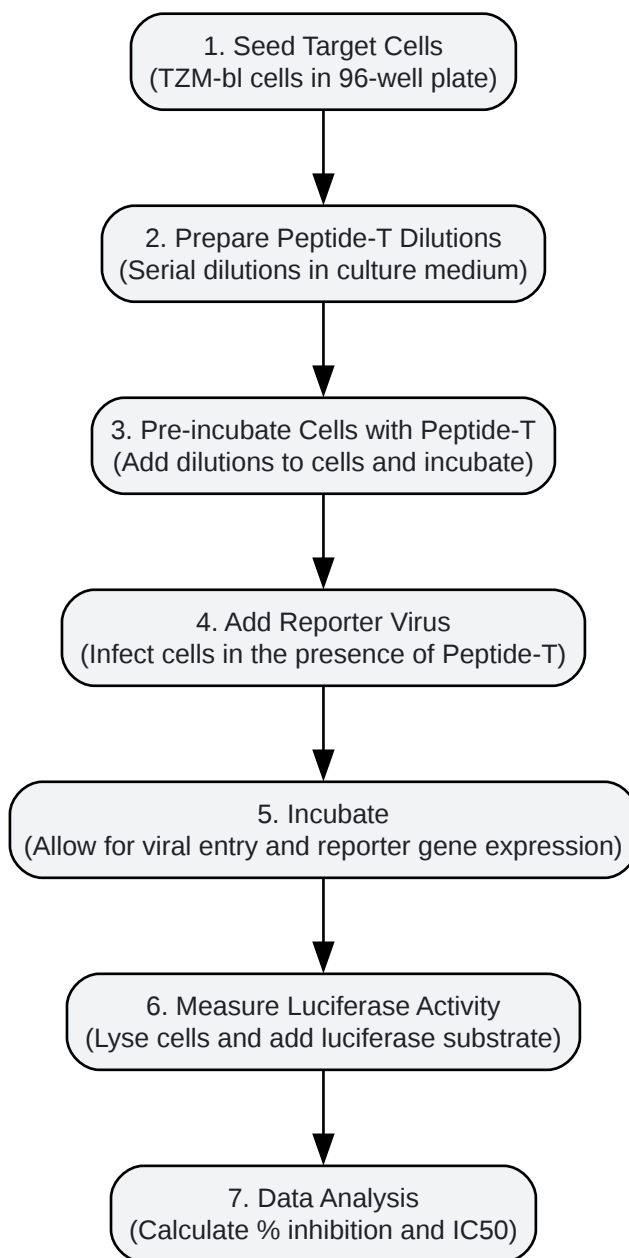 1. Seed Target Cells
(TZM-bl cells in 96-well plate)
2. Prepare Peptide-T Dilutions
(Serial dilutions in culture medium)
3. Pre-incubate Cells with Peptide-T
(Add dilutions to cells and incubate)
4. Add Reporter Virus
(Infect cells in the presence of Peptide-T)
5. Incubate
(Allow for viral entry and reporter gene expression)
6. Measure Luciferase Activity
(Lyse cells and add luciferase substrate)
7. Data Analysis
(Calculate % inhibition and IC50)